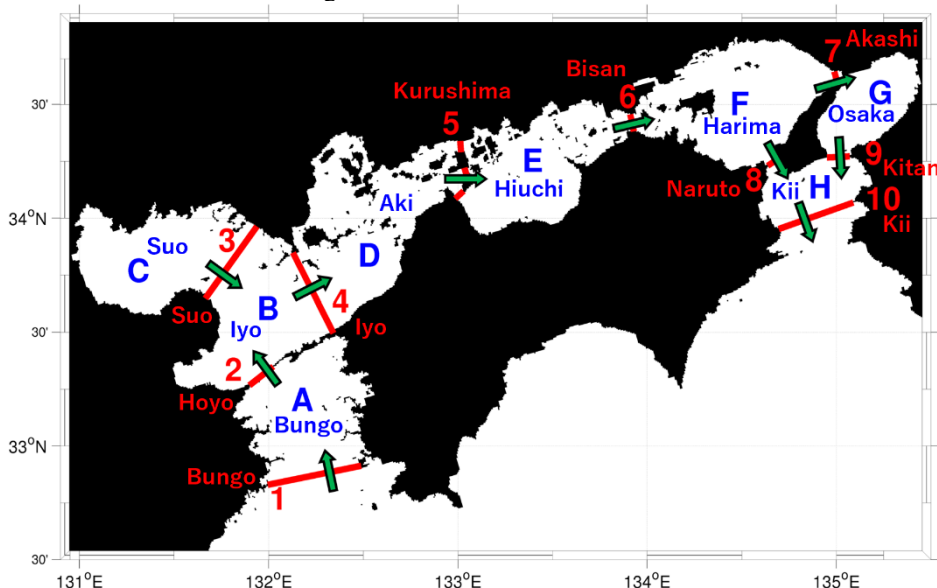 Akashi
7
Bisan
G
Kurushima
6
F
30'
5
Osaka
Harima
E
9
Kitan
Aki
Hiuchi
Naruto
8
Kii
H
10
34°N
3
Kii
Suo
D
C
B
4
Suo
Iyo
Iyo
30'
2
Hoyo
A
Bungo
33°N
Bungo
1
30'
131°E
132°E
133°E
134°E
135°E